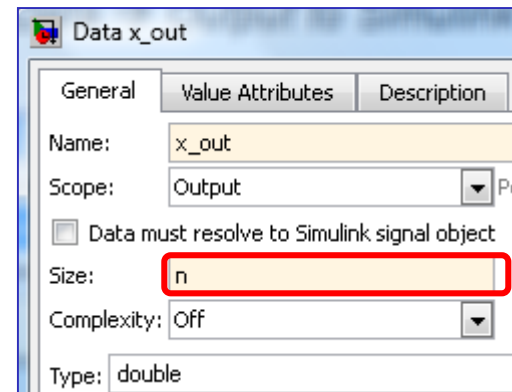 Data x_out
General Value Attributes Description
Name: x_out
Scope: Output
Data must resolve to Simulink signal object
Size: n
Complexity: Off
Type: double